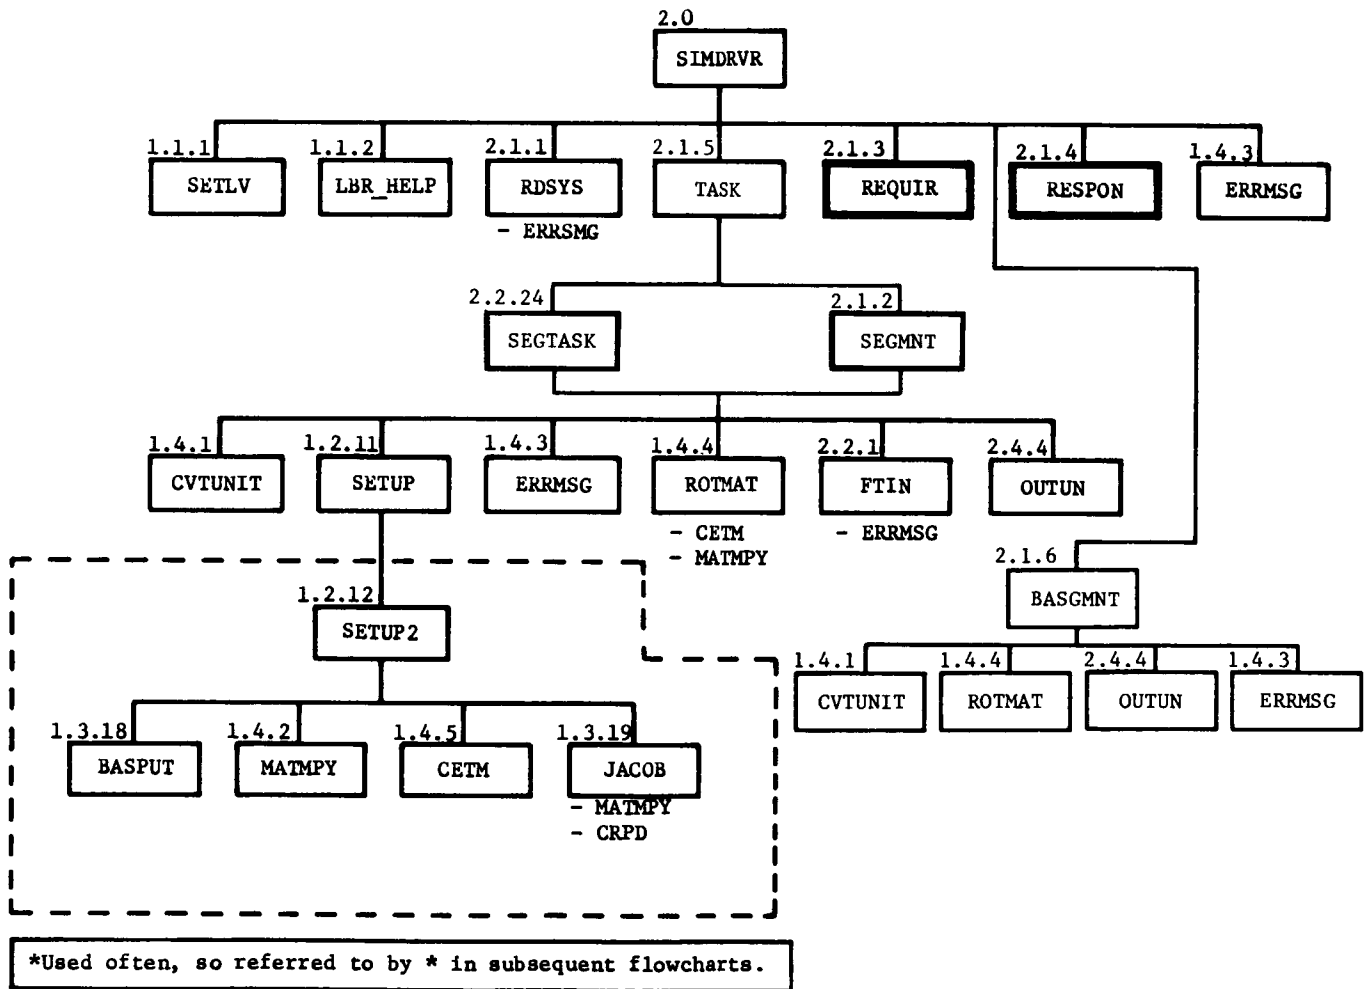 2.0
SIMDRVR
1.1.1 1.1.2 2.1.1 2.1.5 2.1.3 2.1.4 1.4.3
SETLV LBR_HELP RDSYS TASK REQUIR RESPON ERRMSG
- ERRSMG
2.2.24 2.1.2
SEGTASK SEGMNT
1.4.1 1.2.11 1.4.3 1.4.4 2.2.1 2.4.4
CVTUNIT SETUP ERRMSG ROTMAT FTIN OUTUN
- CETM - ERRMSG
- MATMPY
2.1.6
BASGMNT
1.2.12
SETUP2
1.4.1 1.4.4 2.4.4 1.4.3
CVTUNIT ROTMAT OUTUN ERRMSG
1.3.18 1.4.2 1.4.5 1.3.19
BASPUT MATMPY CETM JACOB
- MATMPY
- CRPD
*Used often, so referred to by * in subsequent flowcharts.